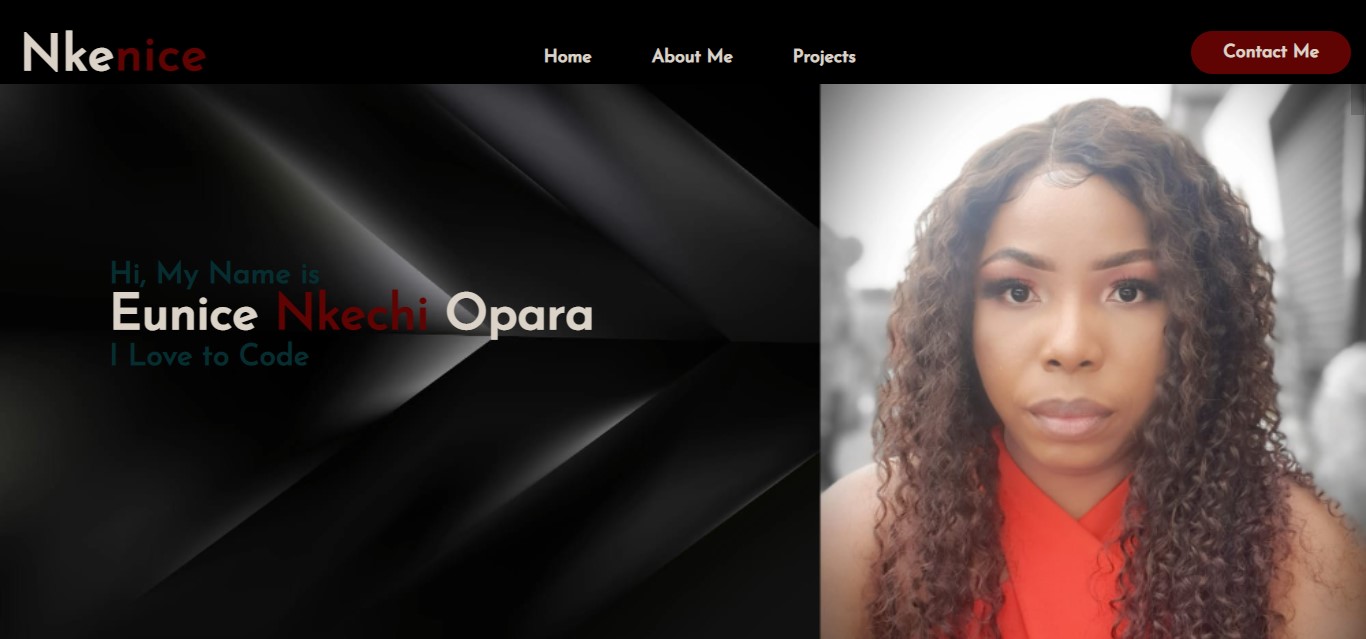 Nkenice
Home About Me Projects
Contact Me
Hi, My Name is
Eunice Nkechi Opara
I Love to Code